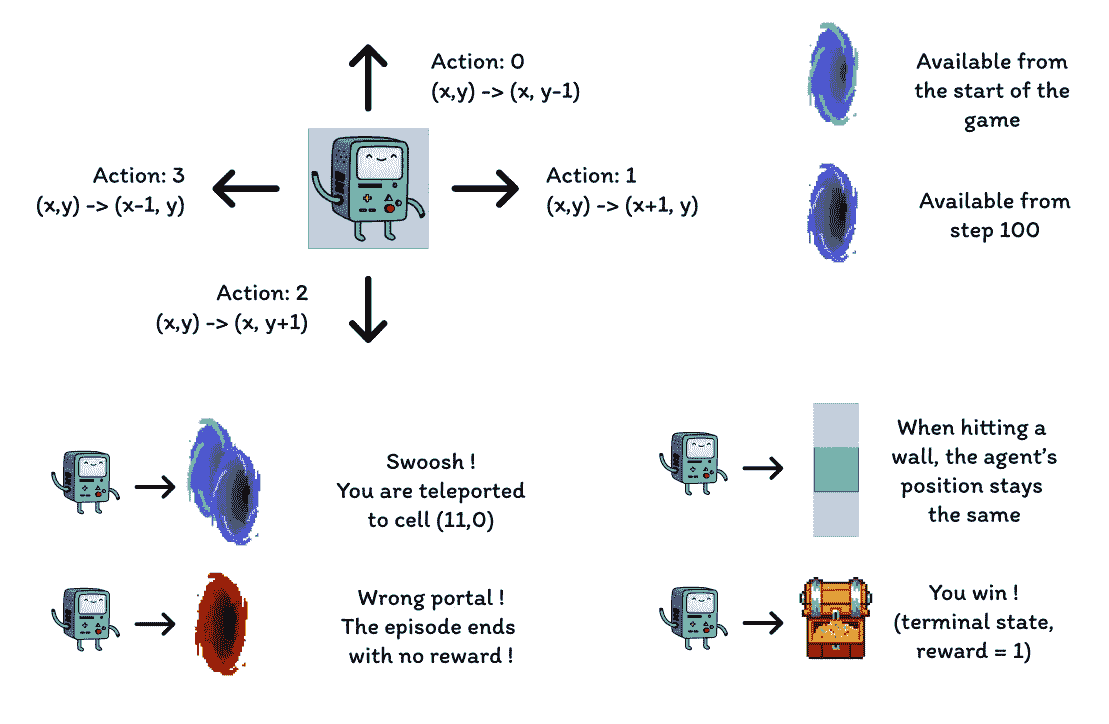 Action: 0
(x,y) -> (x, y-1)
Available from
the start of the
game
Action: 3
(x,y) -> (x-1, y)
Action: 1
(x,y) -> (x+1, y)
Available from
step 100
Action: 2
(x,y) -> (x, y+1)
Swoosh !
You are teleported
to cell (11,0)
When hitting a
wall, the agent's
position stays
the same
Wrong portal !
The episode ends
with no reward !
You win !
(terminal state,
reward = 1)